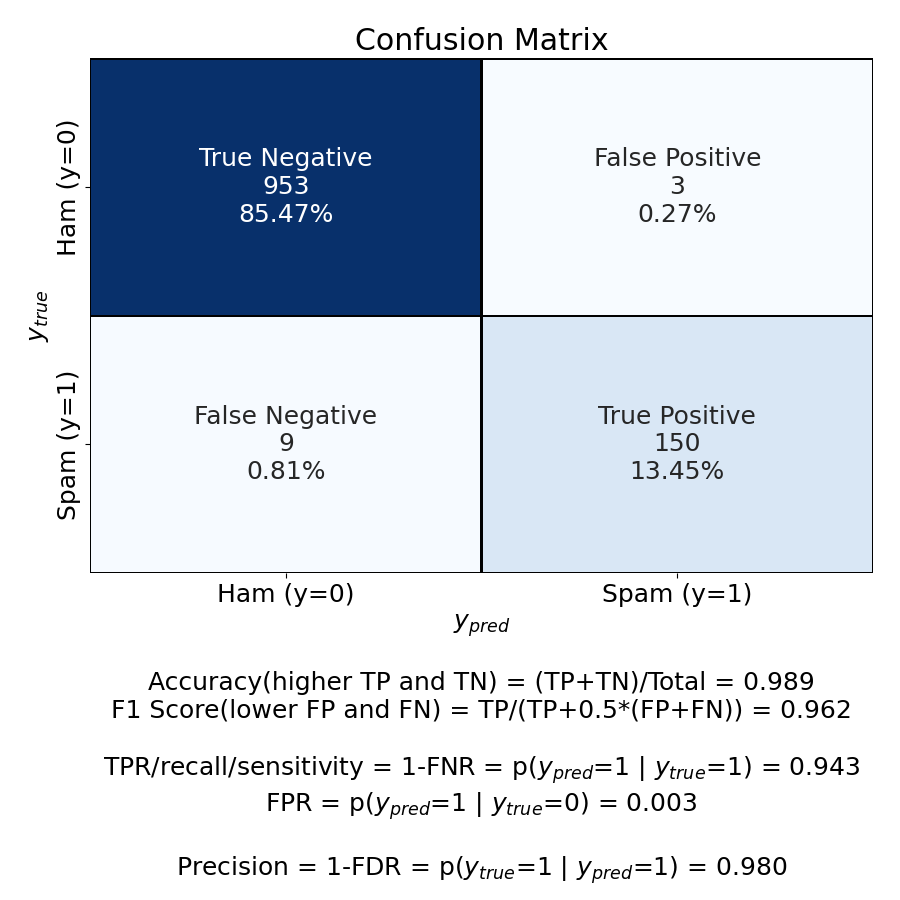 Confusion Matrix
Ham (y=0)
True Negative
953
85.47%
False Positive
3
0.27%
y_true
Spam (y=1)
False Negative
9
0.81%
True Positive
150
13.45%
Ham (y=0)
Spam (y=1)
y_pred
Accuracy(higher TP and TN) = (TP+TN)/Total = 0.989
F1 Score(lower FP and FN) = TP/(TP+0.5*(FP+FN)) = 0.962
TPR/recall/sensitivity = 1-FNR = p(y_pred=1 | y_true=1) = 0.943
FPR = p(y_pred=1 | y_true=0) = 0.003
Precision = 1-FDR = p(y_true=1 | y_pred=1) = 0.980